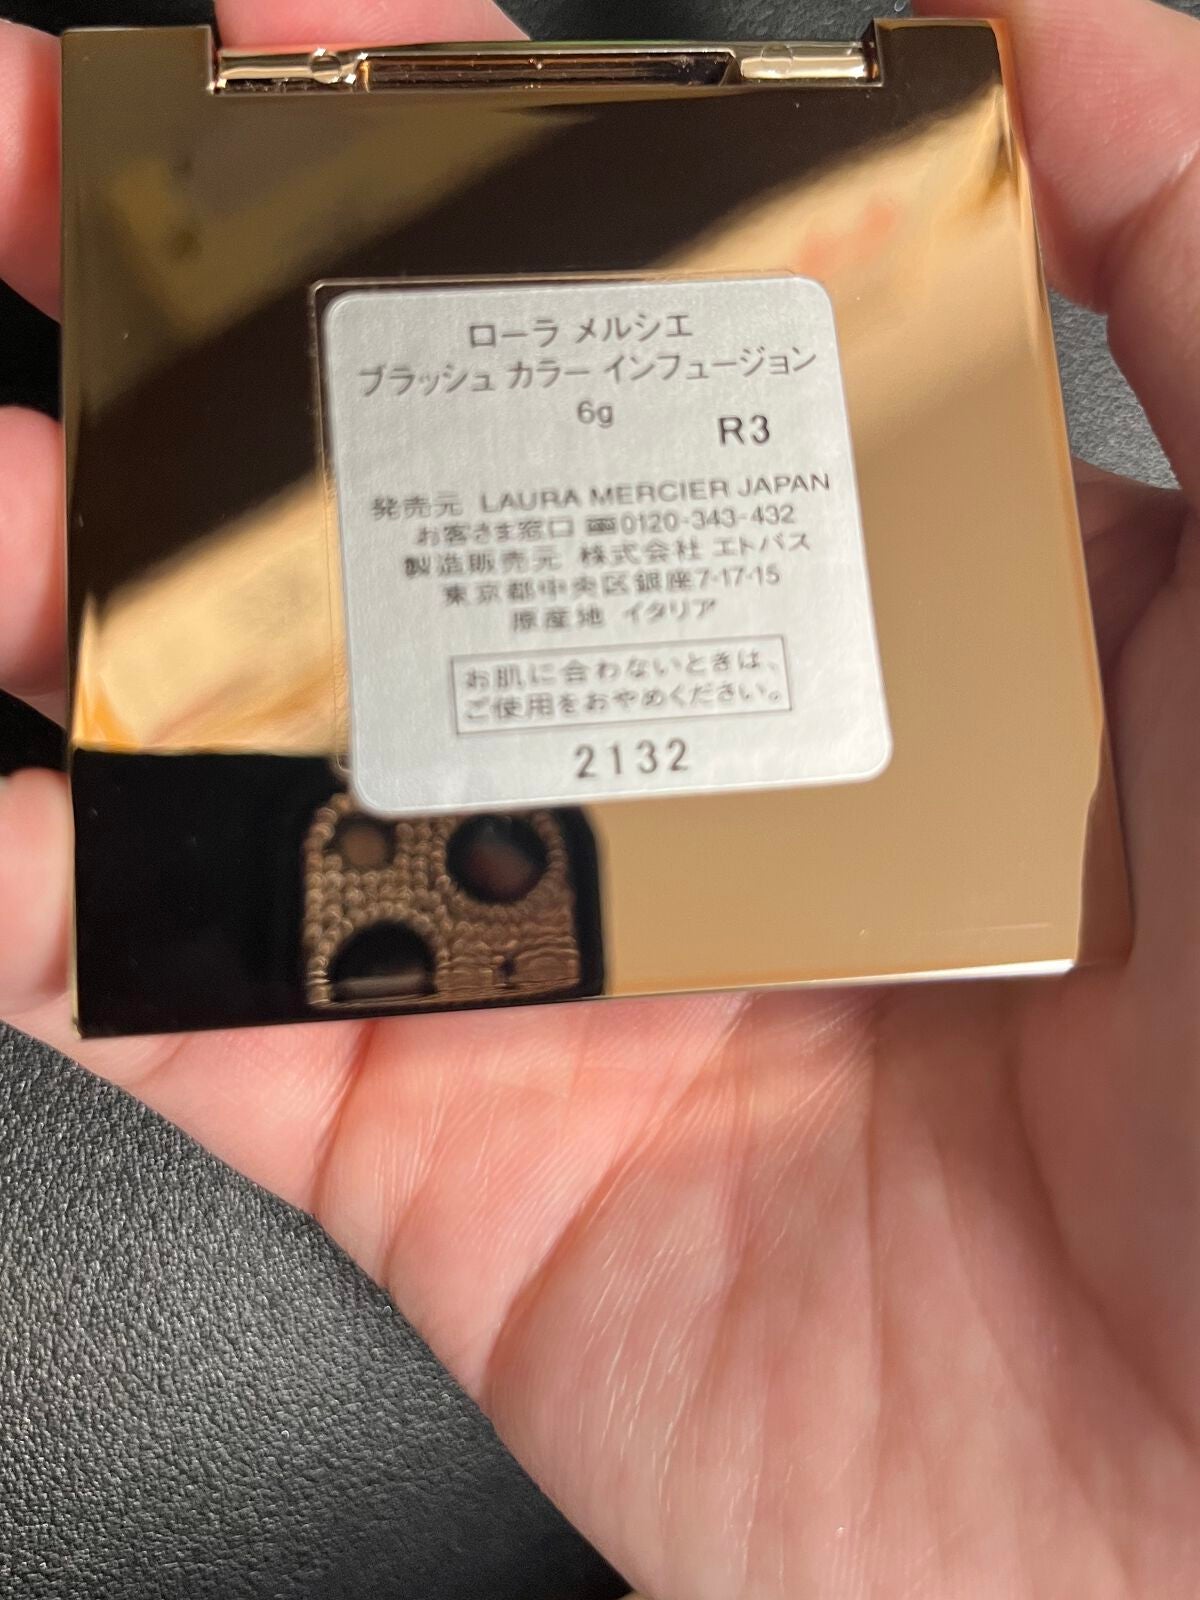 ローラ メルシエ
ブラッシュ カラー インフュージョン
6g
R3
発売元 LAURA MERCIER JAPAN
お客さま窓口 0120-343-432
製造販売元 株式会社 エトバス
東京都中央区銀座7-17-15
原産地 イタリア
お肌に合わないときは、
ご使用をおやめください。
2132